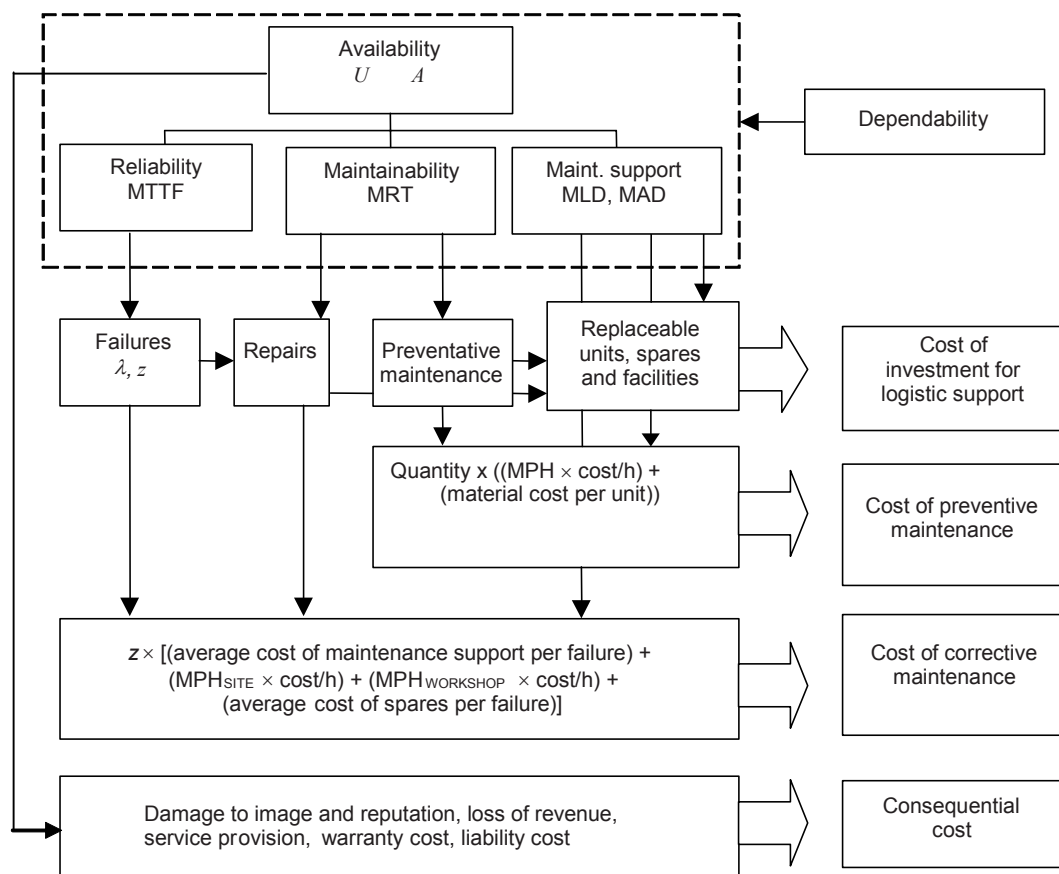 Availability
U A
Dependability
Reliability
MTTF
Maintainability
MRT
Maint. support
MLD, MAD
Failures
λ, z
Repairs
Preventative
maintenance
Replaceable
units, spares
and facilities
Cost of
investment for
logistic support
Quantity x ((MPH × cost/h) +
(material cost per unit))
Cost of preventive
maintenance
z × [(average cost of maintenance support per failure) +
(MPHSITE × cost/h) + (MPHWORKSHOP × cost/h) +
(average cost of spares per failure)]
Cost of corrective
maintenance
Damage to image and reputation, loss of revenue,
service provision, warranty cost, liability cost
Consequential
cost